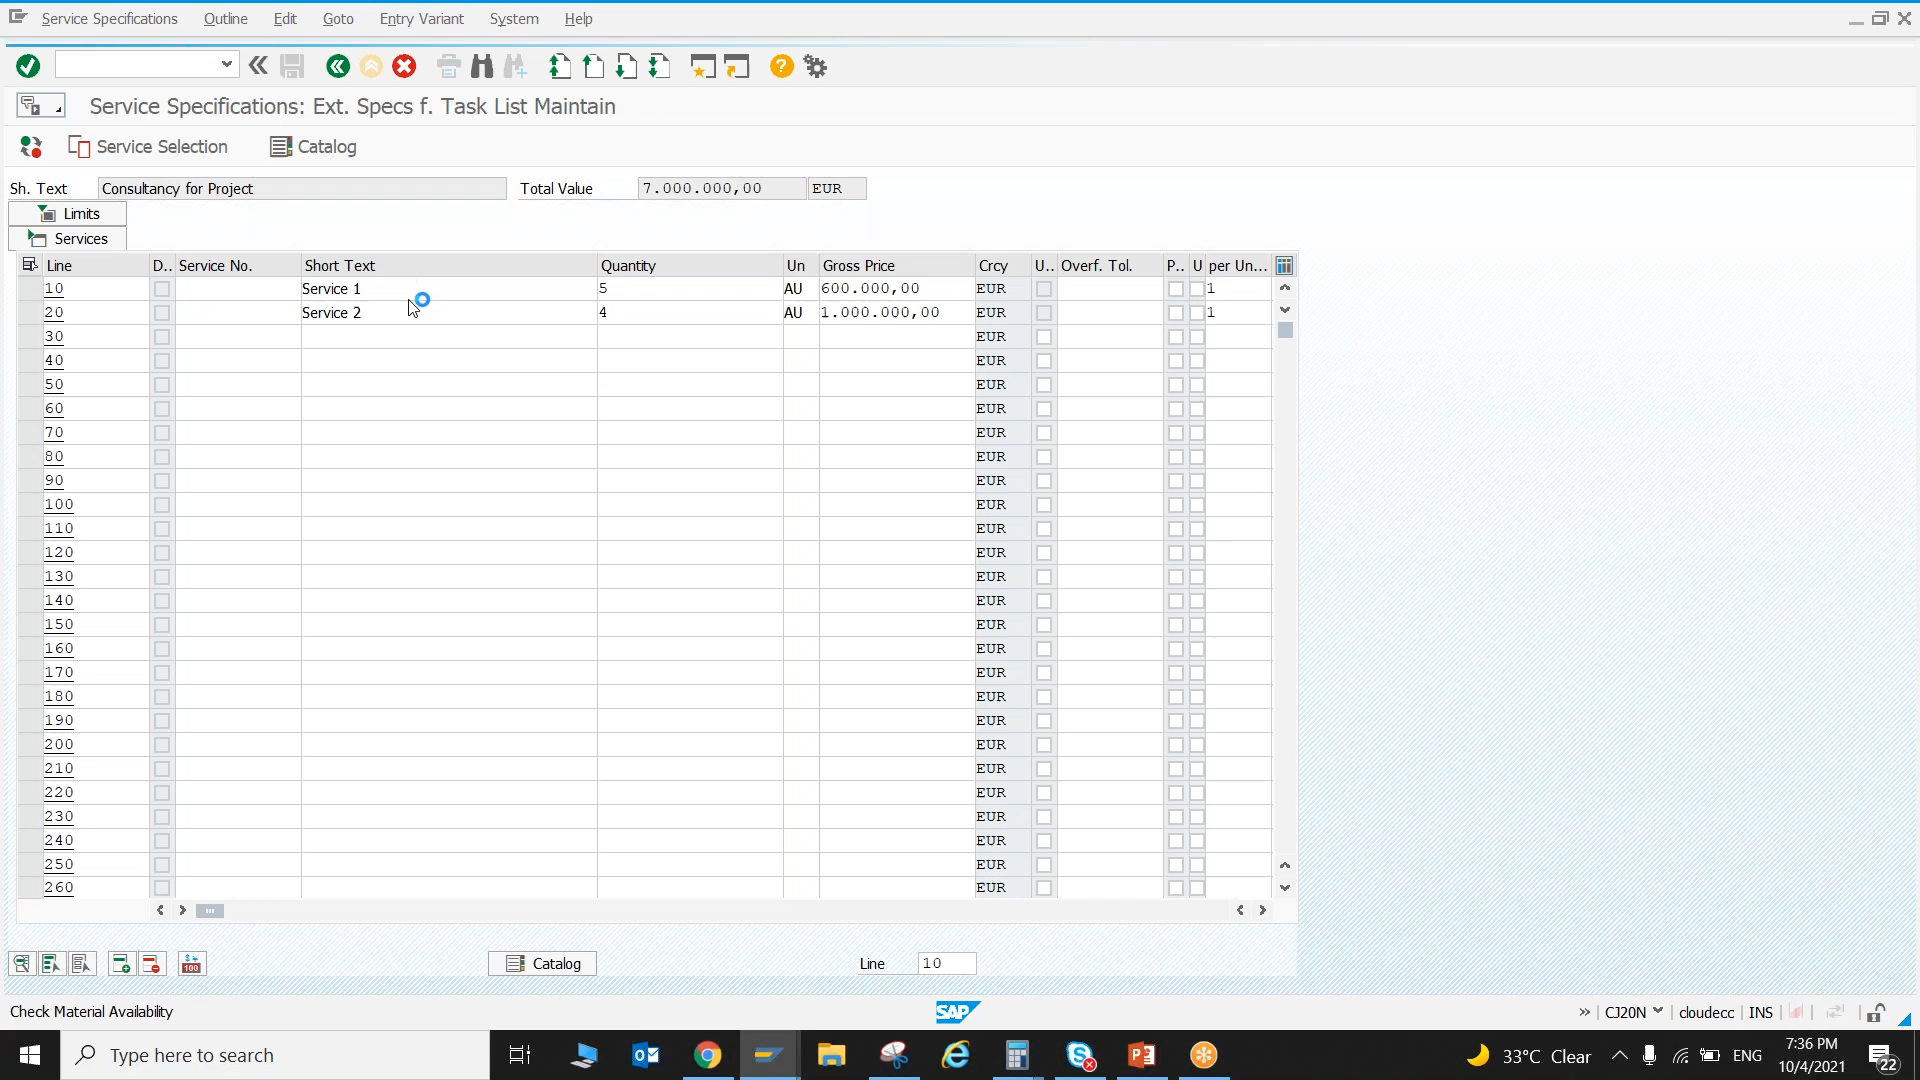 Service Specifications Outline Edit Goto Entry Variant System Help
Service Specifications: Ext. Specs f. Task List Maintain
Service Selection Catalog
Sh. Text Consultancy for Project Total Value 7.000.000,00 EUR
Limits
Services
Line D.. Service No. Short Text Quantity Un Gross Price Crcy U.. Overf. Tol. P.. U per Un...
10 Service 1 5 AU 600.000,00 EUR 1
20 Service 2 4 AU 1.000.000,00 EUR 1
30 EUR
40 EUR
50 EUR
60 EUR
70 EUR
80 EUR
90 EUR
100 EUR
110 EUR
120 EUR
130 EUR
140 EUR
150 EUR
160 EUR
170 EUR
180 EUR
190 EUR
200 EUR
210 EUR
220 EUR
230 EUR
240 EUR
250 EUR
260 EUR
Catalog Line 10
Check Material Availability SAP CJ20N cloudecc INS
Type here to search 33°C Clear ENG 7:36 PM
10/4/2021 22